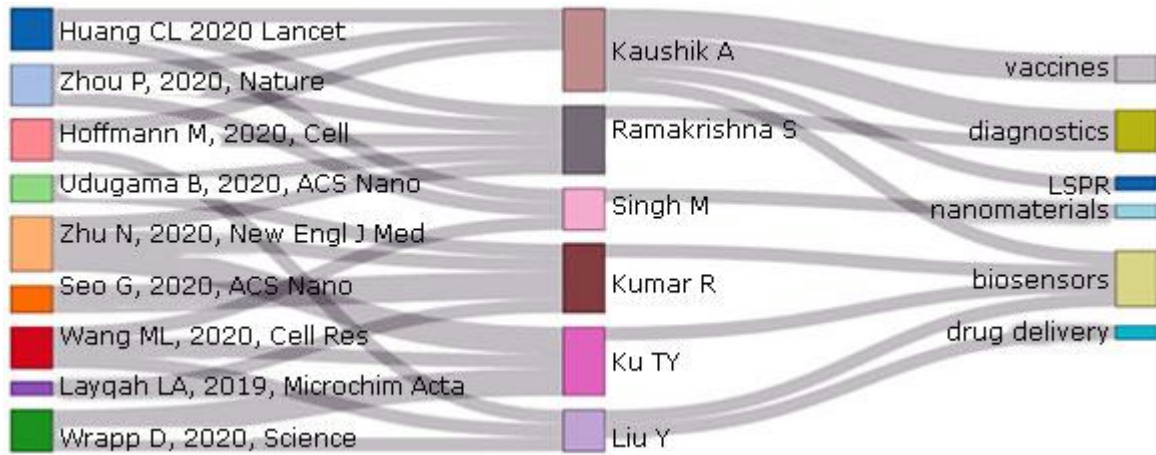 Huang CL 2020 Lancet
Zhou P, 2020, Nature
Hoffmann M, 2020, Cell
Udugama B, 2020, ACS Nano
Zhu N, 2020, New Engl J Med
Seo G, 2020, ACS Nano
Wang ML, 2020, Cell Res
Layqah LA, 2019, Microchim Acta
Wrapp D, 2020, Science
Kaushik A
Ramakrishna S
Singh M
Kumar R
Ku TY
Liu Y
vaccines
diagnostics
LSPR
nanomaterials
biosensors
drug delivery